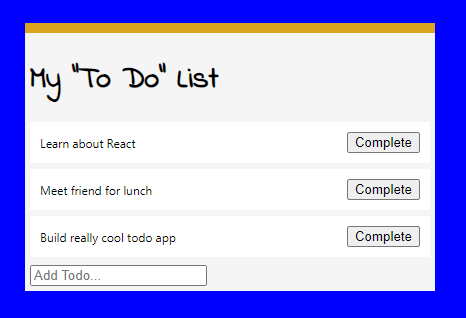 My "To Do" List
Learn about React Complete
Meet friend for lunch Complete
Build really cool todo app Complete
Add Todo...